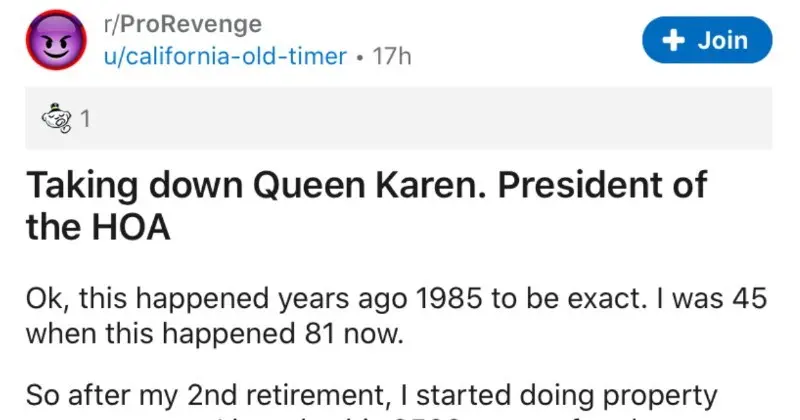 r/ProRevenge
u/california-old-timer • 17h
+ Join
1
Taking down Queen Karen. President of
the HOA
Ok, this happened years ago 1985 to be exact. I was 45
when this happened 81 now.
So after my 2nd retirement, I started doing property